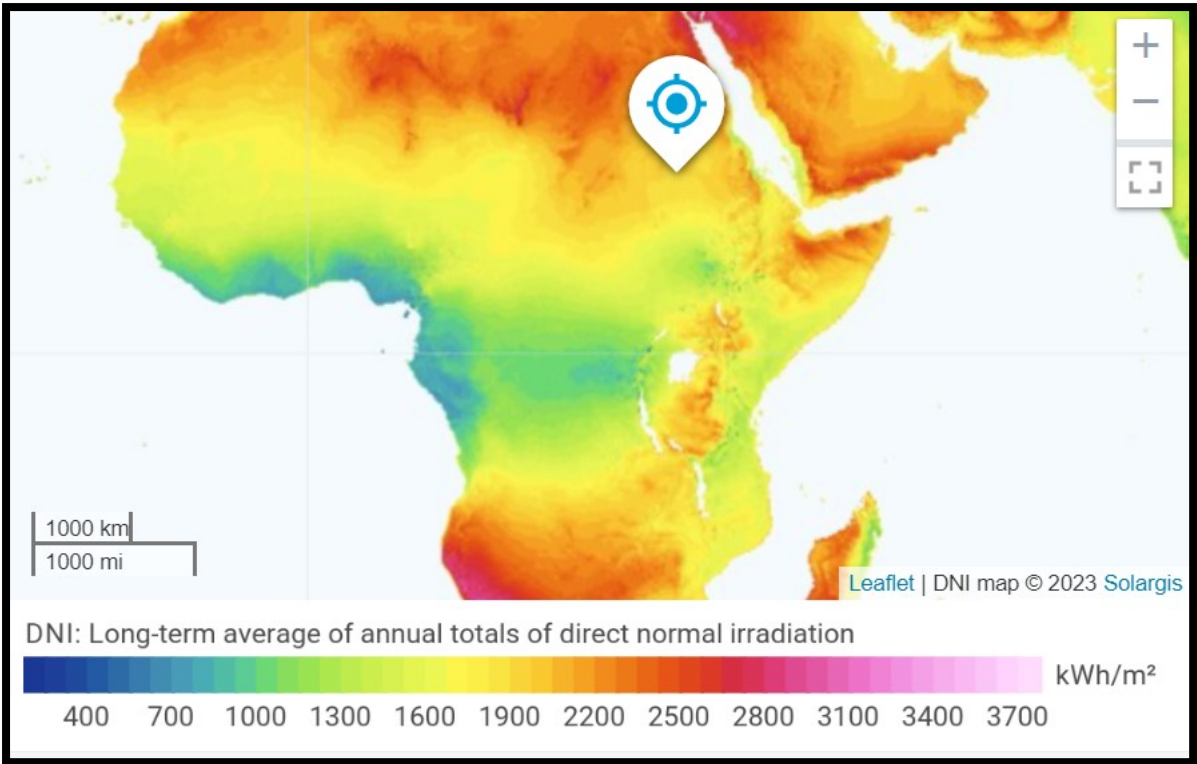 +
−
1000 km
1000 mi
Leaflet | DNI map © 2023 Solargis
DNI: Long-term average of annual totals of direct normal irradiation
kWh/m²
400 700 1000 1300 1600 1900 2200 2500 2800 3100 3400 3700